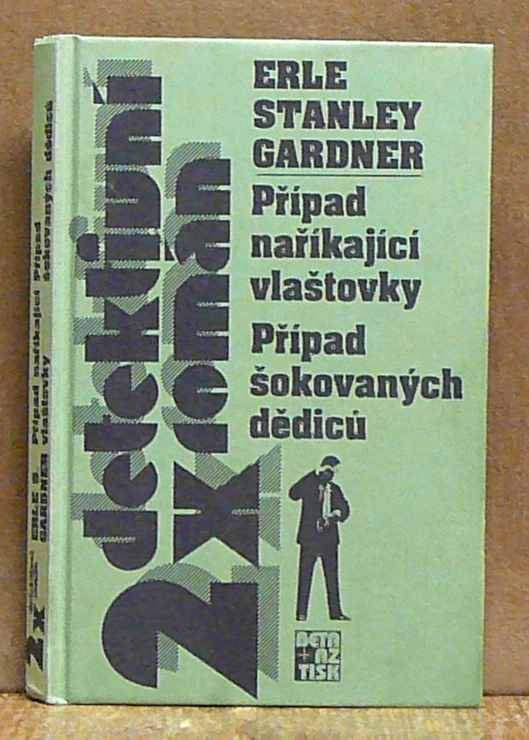 ERLE
STANLEY
GARDNER
Případ
naříkající
vlaštovky
Případ
šokovaných
dědiců
2x detektivní
román
BETA
+AZ
TISK
ERLE S. Případ naříkající Případ
GARDNER vlaštovky šokovaných dědiců
2x